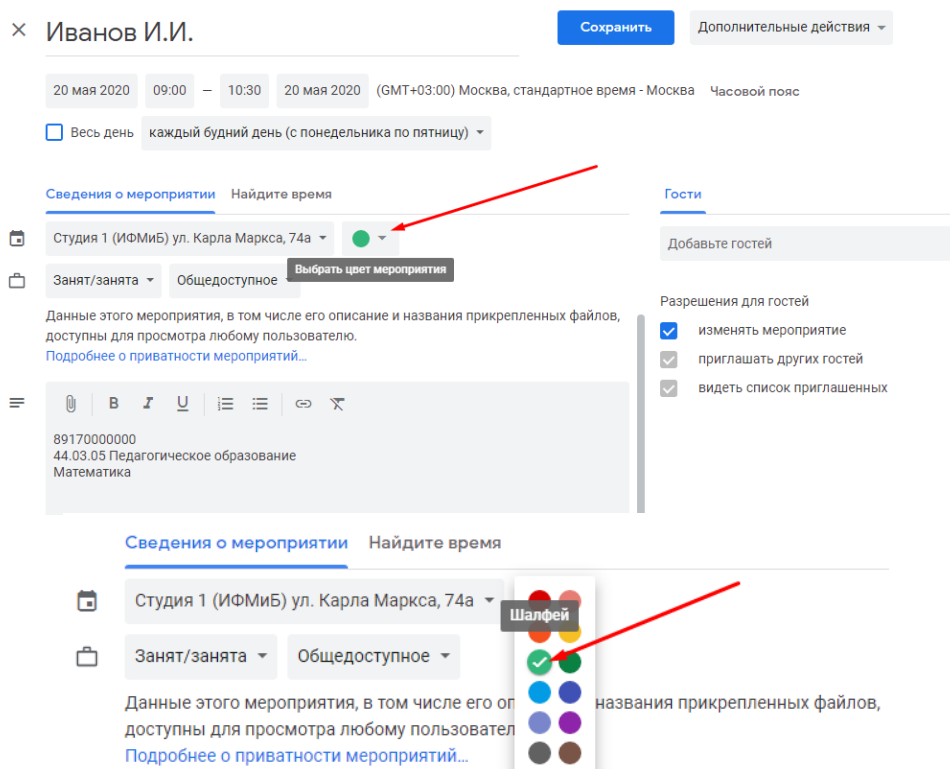 Иванов И.И.
Сохранить
Дополнительные действия
20 мая 2020 09:00 – 10:30 20 мая 2020 (GMT+03:00) Москва, стандартное время - Москва Часовой пояс
Весь день каждый будний день (с понедельника по пятницу)
Сведения о мероприятии Найдите время
Гости
Студия 1 (ИФМиБ) ул. Карла Маркса, 74а
Добавьте гостей
Выбрать цвет мероприятия
Занят/занята Общедоступное
Данные этого мероприятия, в том числе его описание и названия прикрепленных файлов,
доступны для просмотра любому пользователю.
Подробнее о приватности мероприятий…
Разрешения для гостей
изменять мероприятие
приглашать других гостей
видеть список приглашенных
B I U
89170000000
44.03.05 Педагогическое образование
Математика
Сведения о мероприятии Найдите время
Студия 1 (ИФМиБ) ул. Карла Маркса, 74а
Шалфей
Занят/занята Общедоступное
Данные этого мероприятия, в том числе его оп названия прикрепленных файлов,
доступны для просмотра любому пользовател
Подробнее о приватности мероприятий…